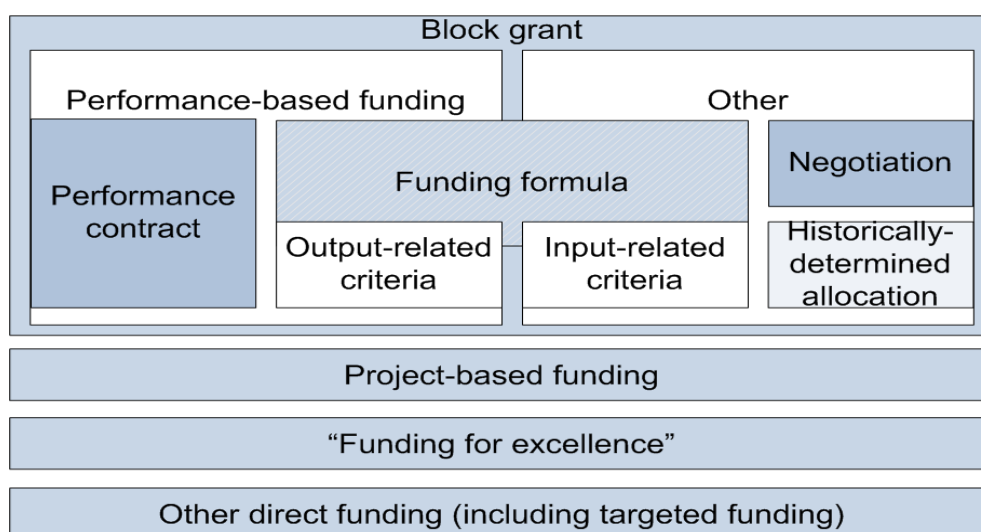 Block grant
Performance-based funding
Other
Performance
contract
Funding formula
Output-related
criteria
Input-related
criteria
Negotiation
Historically-
determined
allocation
Project-based funding
“Funding for excellence”
Other direct funding (including targeted funding)